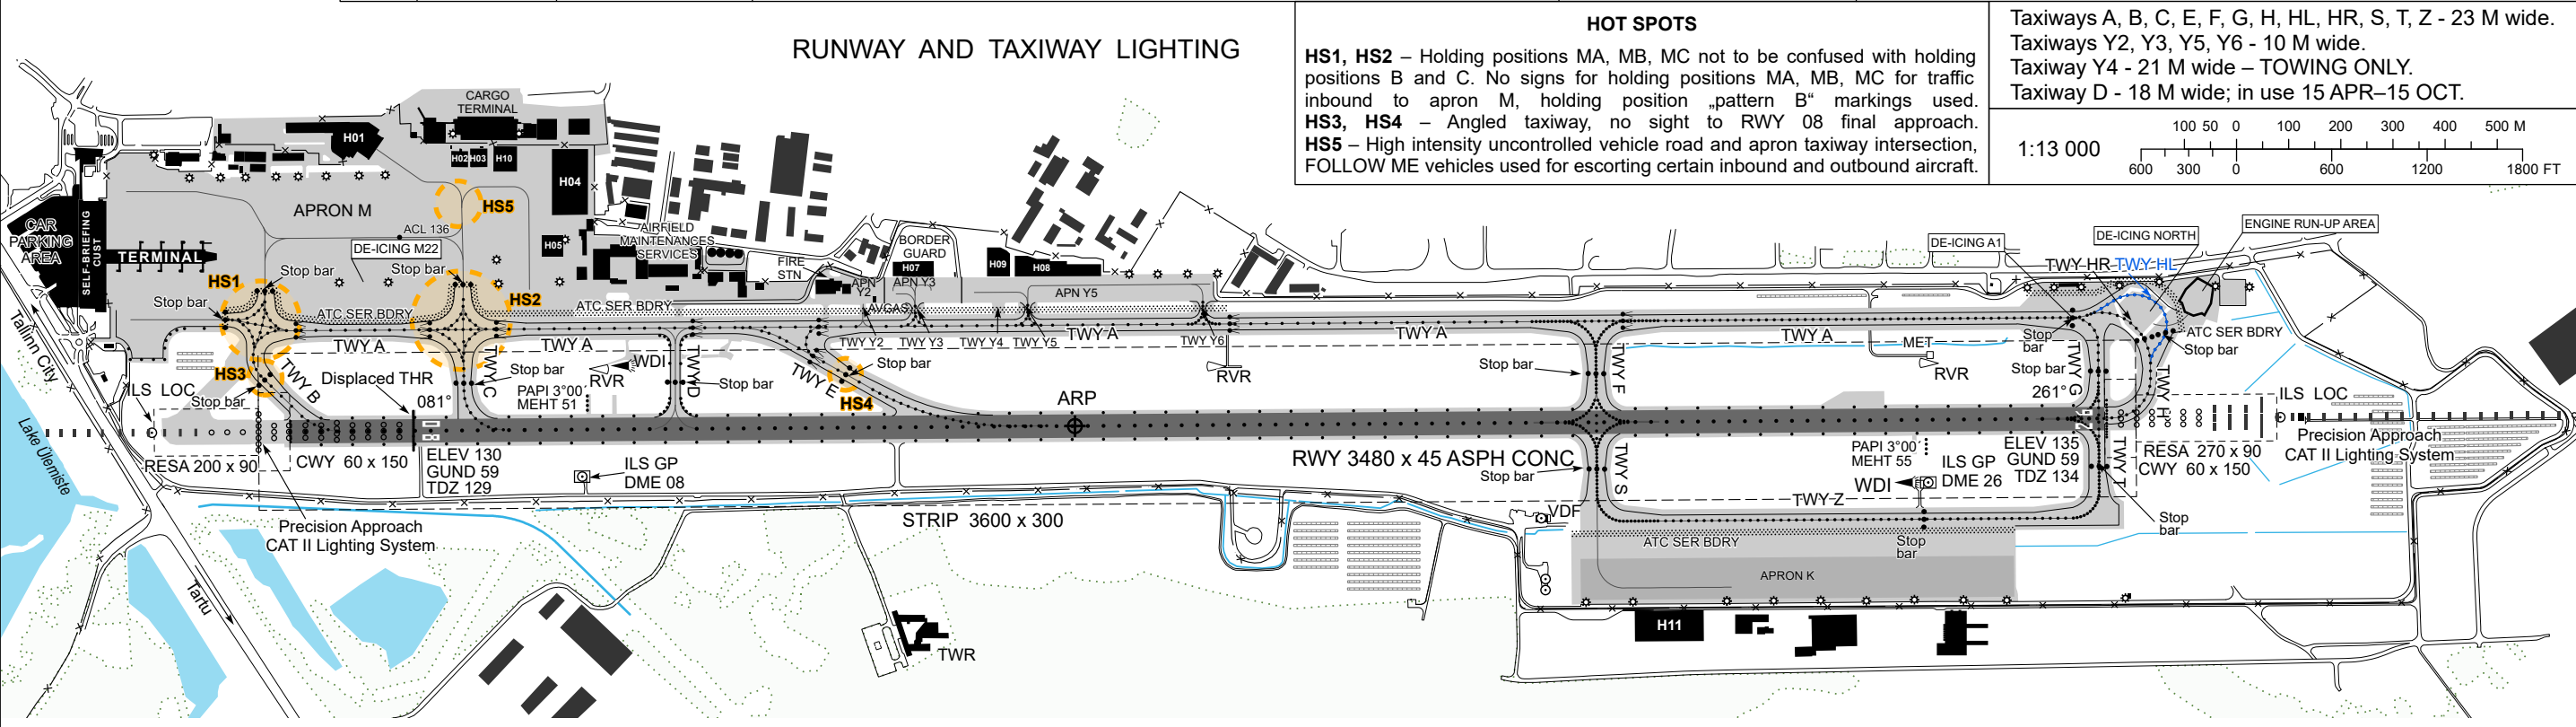 RUNWAY AND TAXIWAY LIGHTING
HOT SPOTS
HS1, HS2 – Holding positions MA, MB, MC not to be confused with holding
positions B and C. No signs for holding positions MA, MB, MC for traffic
inbound to apron M, holding position „pattern B“ markings used.
HS3, HS4 – Angled taxiway, no sight to RWY 08 final approach.
HS5 – High intensity uncontrolled vehicle road and apron taxiway intersection,
FOLLOW ME vehicles used for escorting certain inbound and outbound aircraft.
Taxiways A, B, C, E, F, G, H, HL, HR, S, T, Z - 23 M wide.
Taxiways Y2, Y3, Y5, Y6 - 10 M wide.
Taxiway Y4 - 21 M wide – TOWING ONLY.
Taxiway D - 18 M wide; in use 15 APR–15 OCT.
1:13 000
100 50 0 100 200 300 400 500 M
600 300 0 600 1200 1800 FT
CARGO
TERMINAL
H01
H02
H03
H10
H04
HS5
APRON M
ACL 136
DE-ICING M22
CAR
PARKING
AREA
SELF-BRIEFING
CUST
TERMINAL
H05
AIRFIELD
MAINTENANCES
SERVICES
FIRE
STN
BORDER
GUARD
H07
H09
H08
APN
Y2
APN Y3
APN Y5
AVGAS
HS1
Stop bar
Stop bar
Stop bar
HS2
ATC SER BDRY
ATC SER BDRY
TWY A
TWY A
TWY A
TWY A
TWY A
TWY Y2
TWY Y3
TWY Y4
TWY Y5
TWY Y6
DE-ICING A1
DE-ICING NORTH
ENGINE RUN-UP AREA
TWY HR
TWY HL
ATC SER BDRY
Stop bar
Stop
bar
MET
RVR
RVR
RVR
WDI
HS3
Stop bar
TWY B
Displaced THR
081°
TWY C
Stop bar
PAPI 3°00´
MEHT 51
TWY D
Stop bar
TWY E
Stop bar
HS4
ARP
Stop bar
TWY F
TWY G
Stop bar
261°
TWY H
ILS LOC
ILS LOC
Tallinn City
Lake Ülemiste
08
26
RESA 200 x 90
CWY 60 x 150
ELEV 130
GUND 59
TDZ 129
ILS GP
DME 08
RWY 3480 x 45 ASPH CONC
Stop bar
TWY S
PAPI 3°00´
MEHT 55
WDI
ILS GP
DME 26
ELEV 135
GUND 59
TDZ 134
TWY T
RESA 270 x 90
CWY 60 x 150
Precision Approach
CAT II Lighting System
Precision Approach
CAT II Lighting System
STRIP 3600 x 300
VDF
TWY Z
Stop
bar
Stop
bar
ATC SER BDRY
APRON K
Tartu
TWR
H11